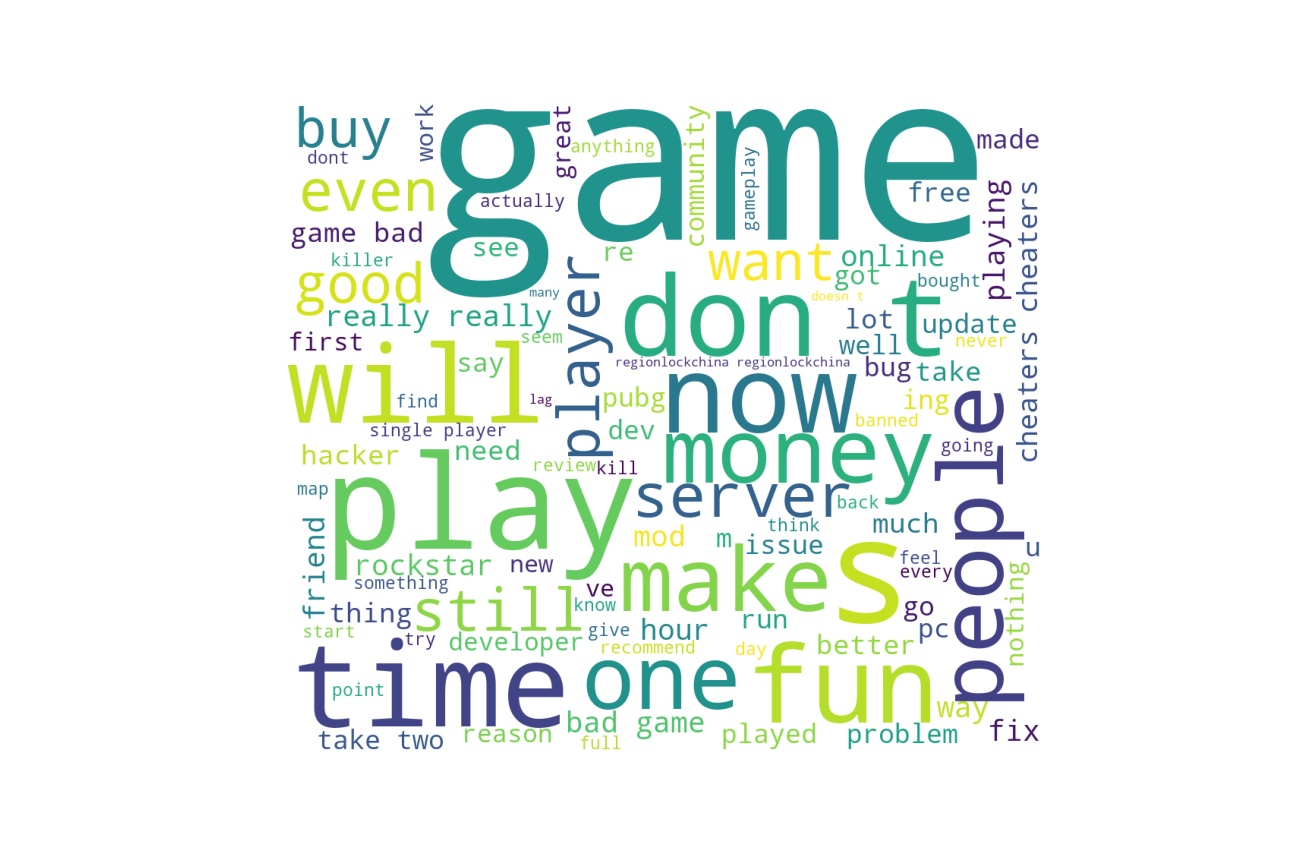 game
buy
work
great
anything
community
gameplay
made
dont
even
actually
free
playing
cheaters cheaters
game bad
see
re
want
online
killer
good
many
player
don t
got
bought
doesn t
really really
seem
lot
update
first
will
say
well
never
regionlockchina regionlockchina
bug
take
find
lag
pubg
now
ing
people
single player
dev
banned
hacker
need
money
going
review
kill
map
play
server
back
friend
mod
m
think
much
issue
u
rockstar
new
make
s
feel
every
nothing
something
ve
thing
still
know
go
start
try
developer
give
hour
run
pc
recommend
day
better
time
point
one
fun
way
take two
reason
bad game
full
played
problem
fix